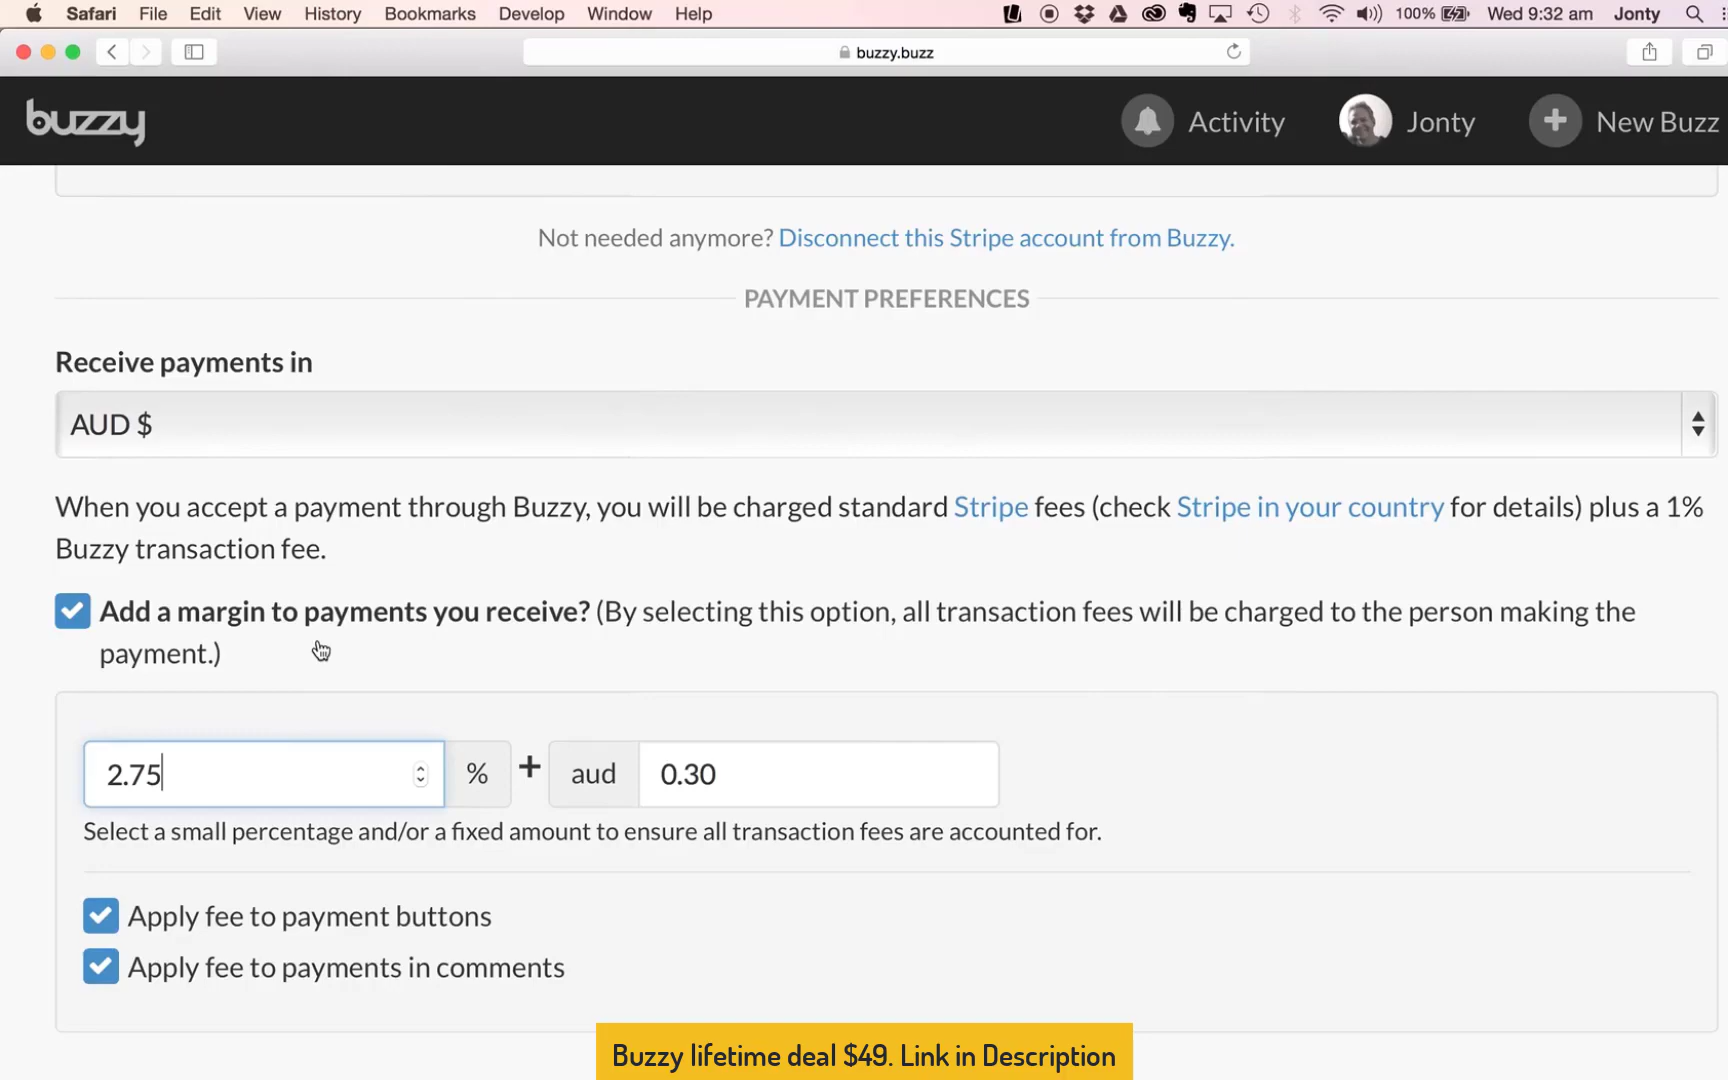 Safari File Edit View History Bookmarks Develop Window Help 100% Wed 9:32 am Jonty
buzzy.buzz
buzzy Activity Jonty New Buzz
Not needed anymore? Disconnect this Stripe account from Buzzy.
PAYMENT PREFERENCES
Receive payments in
AUD $
When you accept a payment through Buzzy, you will be charged standard Stripe fees (check Stripe in your country for details) plus a 1%
Buzzy transaction fee.
Add a margin to payments you receive? (By selecting this option, all transaction fees will be charged to the person making the
payment.)
2.75 % + aud 0.30
Select a small percentage and/or a fixed amount to ensure all transaction fees are accounted for.
Apply fee to payment buttons
Apply fee to payments in comments
Buzzy lifetime deal $49. Link in Description